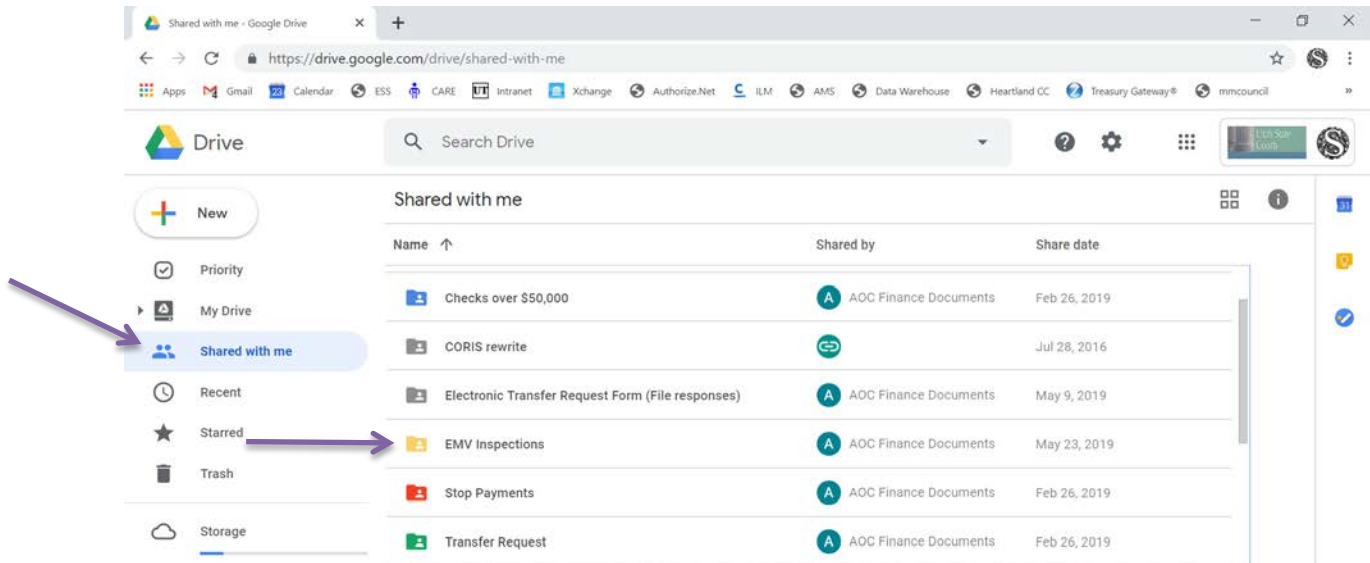 Shared with me - Google Drive
https://drive.google.com/drive/shared-with-me
Apps Gmail 23 Calendar ESS CARE UT Intranet Xchange Authorize.Net C ILM AMS Data Warehouse Heartland CC 2 Treasury Gateway® mmcouncil »
Drive Search Drive
New
Priority
My Drive
Shared with me
Recent
Starred
Trash
Storage
Shared with me
Name Shared by Share date
Checks over $50,000 A AOC Finance Documents Feb 26, 2019
CORIS rewrite Jul 28, 2016
Electronic Transfer Request Form (File responses) A AOC Finance Documents May 9, 2019
EMV Inspections A AOC Finance Documents May 23, 2019
Stop Payments A AOC Finance Documents Feb 26, 2019
Transfer Request A AOC Finance Documents Feb 26, 2019
31